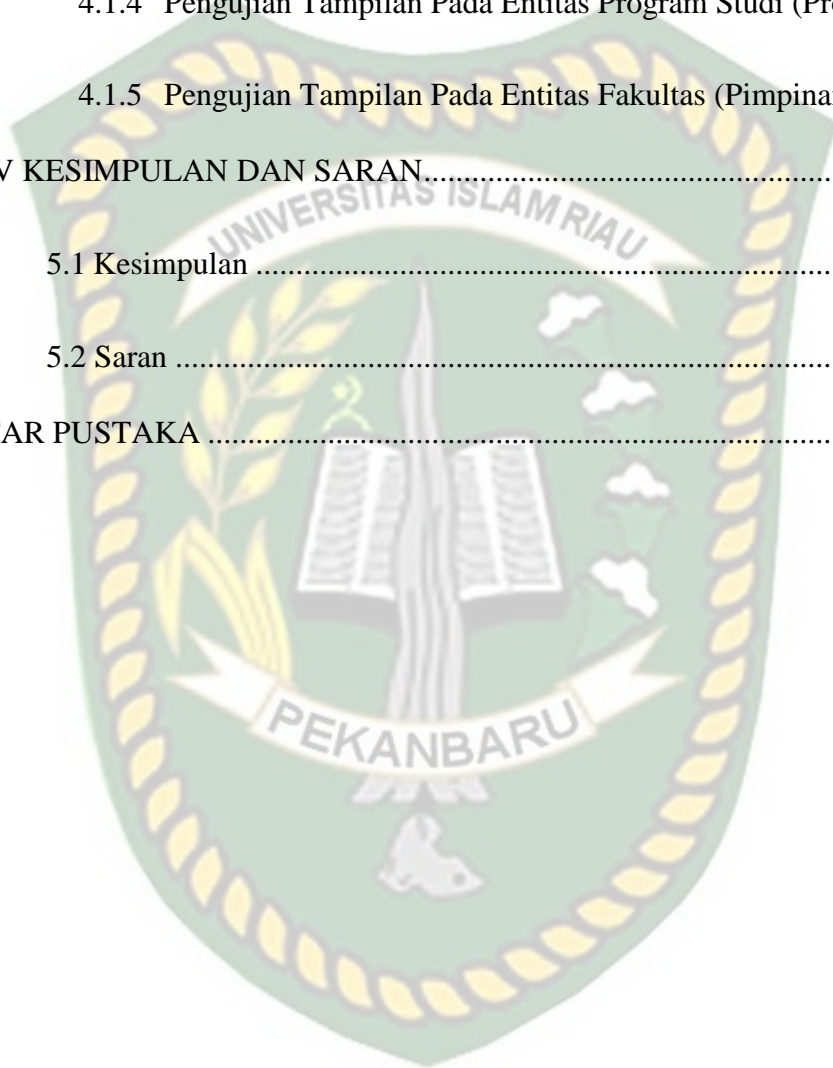 4.1.4 Pengujian Tampilan Pada Entitas Program Studi (Pro
4.1.5 Pengujian Tampilan Pada Entitas Fakultas (Pimpina
V KESIMPULAN DAN SARAN....................................................
UNIVERSITAS ISLAM RIAU
5.1 Kesimpulan ........................................................................
5.2 Saran ..................................................................................
AR PUSTAKA ..............................................................................
PEKANBARU